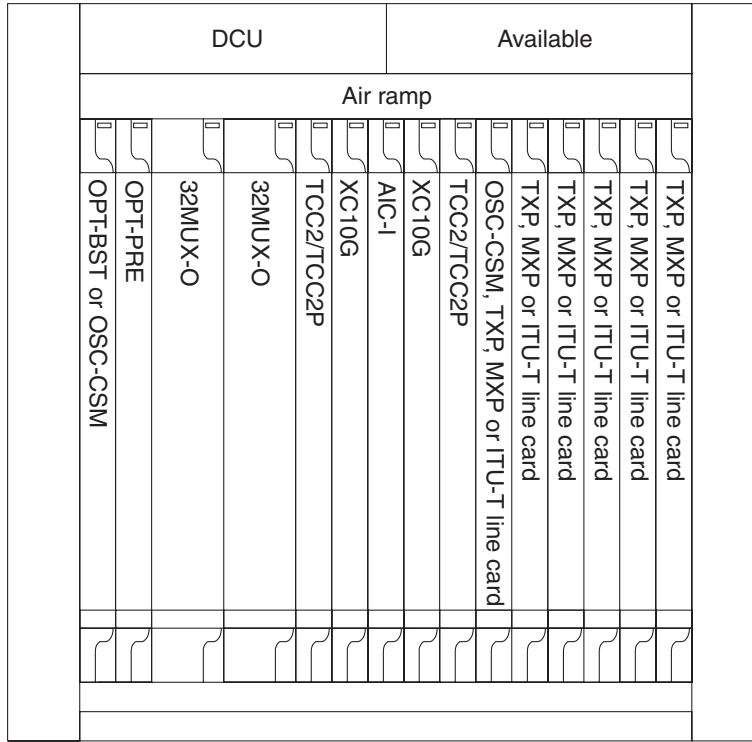 DCU
Available
Air ramp
OPT-BST or OSC-CSM
OPT-PRE
32MUX-O
32MUX-O
TCC2/TCC2P
XC10G
AIC-I
XC10G
TCC2/TCC2P
OSC-CSM, TXP, MXP or ITU-T line card
TXP, MXP or ITU-T line card
TXP, MXP or ITU-T line card
TXP, MXP or ITU-T line card
TXP, MXP or ITU-T line card
TXP, MXP or ITU-T line card